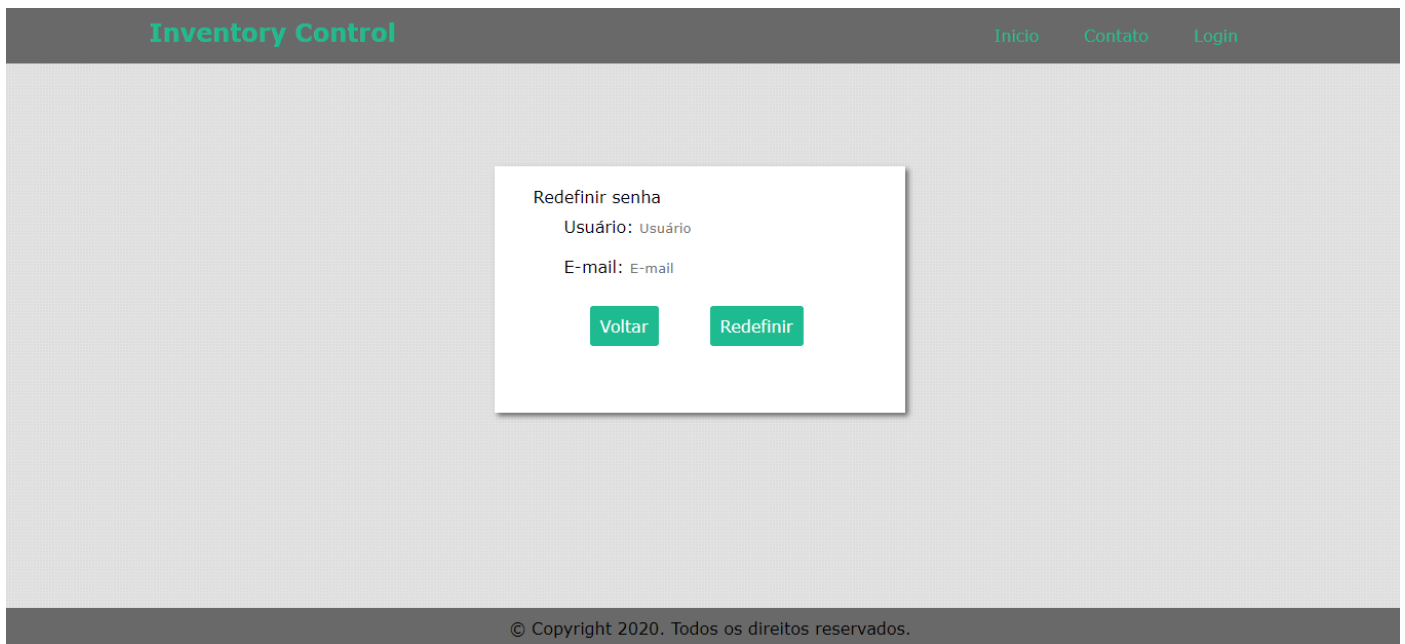 Inventory Control
Inicio Contato Login
Redefinir senha
Usuário: Usuário
E-mail: E-mail
Voltar Redefinir
© Copyright 2020. Todos os direitos reservados.